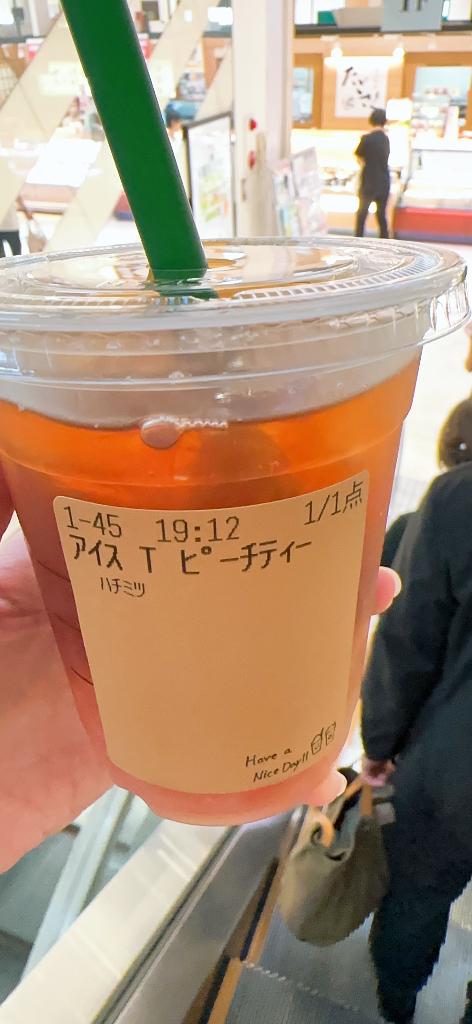 1-45 19:12 1/1点
アイス T ピーチティー
ハチミツ
Have a
Nice Day!!